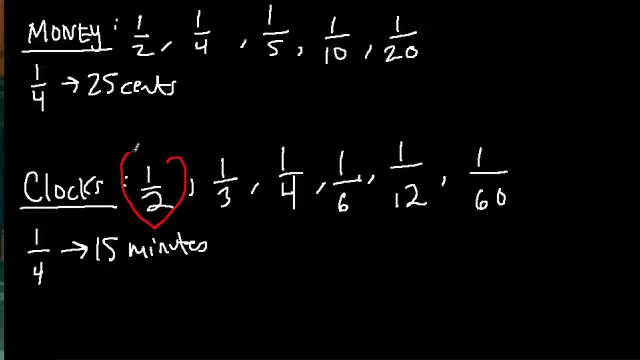 Money: 1/2, 1/4, 1/5, 1/10, 1/20
1/4 → 25 cents
Clocks: 1/2, 1/3, 1/4, 1/6, 1/12, 1/60
1/4 → 15 minutes